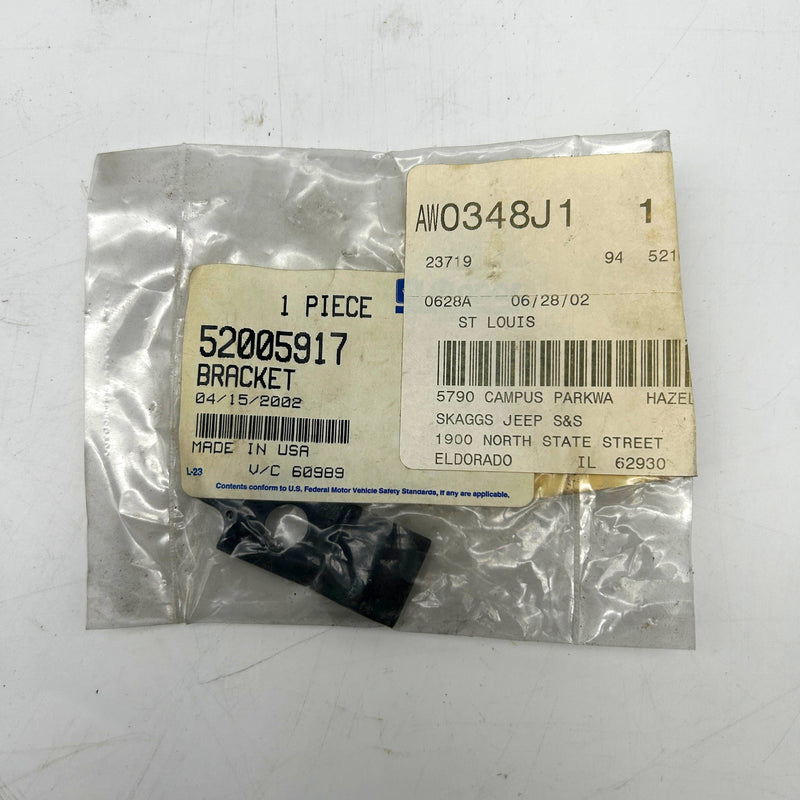 AW0348J1 1
23719 94 521
0628A 06/28/02
ST LOUIS
5790 CAMPUS PARKWA HAZEL
SKAGGS JEEP S&S
1900 NORTH STATE STREET
ELDORADO IL 62930
1 PIECE
52005917
BRACKET
04/15/2002
MADE IN USA
L-23 V/C 60989
Contents conform to U.S. Federal Motor Vehicle Safety Standards, if any are applicable.